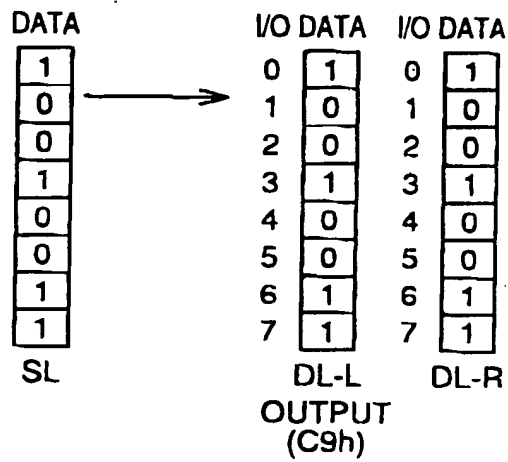 DATA I/O DATA I/O DATA
1 0 1 0 1
0 1 0 1 0
0 2 0 2 0
1 3 1 3 1
0 4 0 4 0
0 5 0 5 0
1 6 1 6 1
1 7 1 7 1
SL DL-L DL-R
OUTPUT
(C9h)